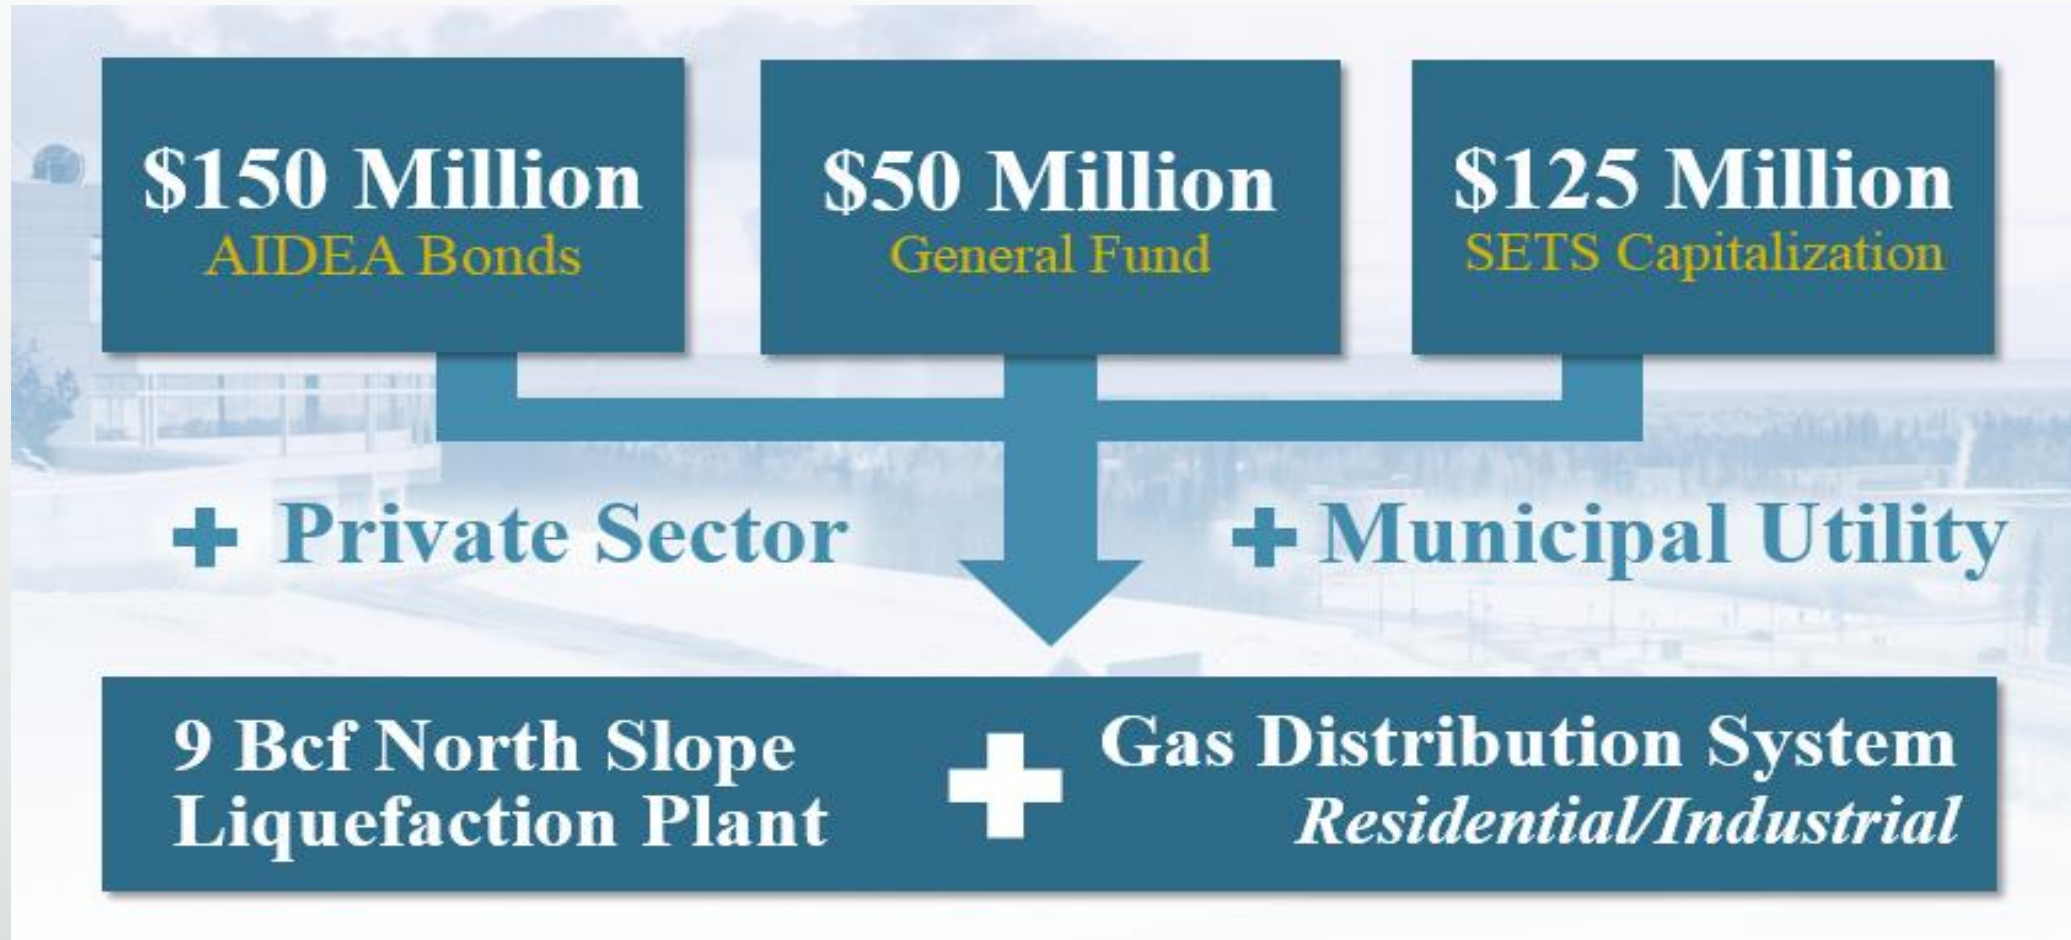 $150 Million
AIDEA Bonds
$50 Million
General Fund
$125 Million
SETS Capitalization
+ Private Sector
+ Municipal Utility
9 Bcf North Slope
Liquefaction Plant
+
Gas Distribution System
Residential/Industrial